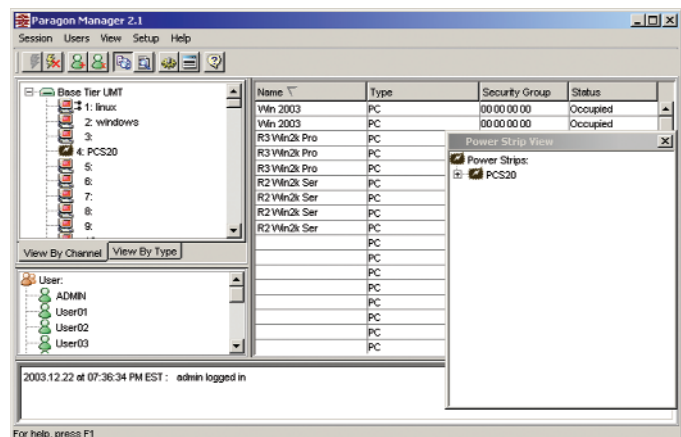 Paragon Manager 2.1
Session Users View Setup Help
Base Tier UMT
1: linux
2: windows
3:
4: PCS20
5:
6:
7:
8:
9:
View By Channel View By Type
User:
ADMIN
User01
User02
User03
Name Type Security Group Status
Win 2003 PC 00 00 00 00 Occupied
Win 2003 PC 00 00 00 00 Occupied
R3 Win2k Pro PC
R3 Win2k Pro PC
R3 Win2k Pro PC
R2 Win2k Ser PC
R2 Win2k Ser PC
R2 Win2k Ser PC
R2 Win2k Ser PC
PC
PC
PC
PC
PC
PC
PC
PC
Power Strip View
Power Strips:
PCS20
2003.12.22 at 07:36:34 PM EST : admin logged in
For help, press F1